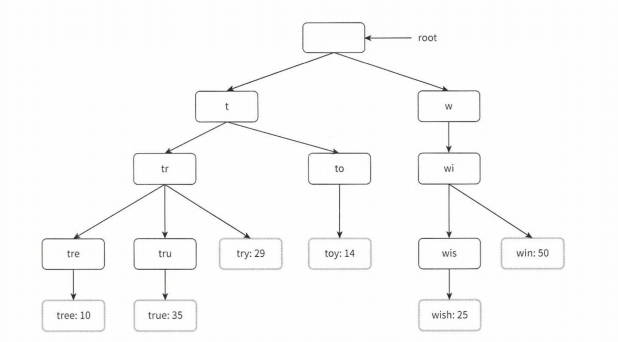 root
t
w
tr
to
wi
tre
tru
try: 29
toy: 14
wis
win: 50
tree: 10
true: 35
wish: 25